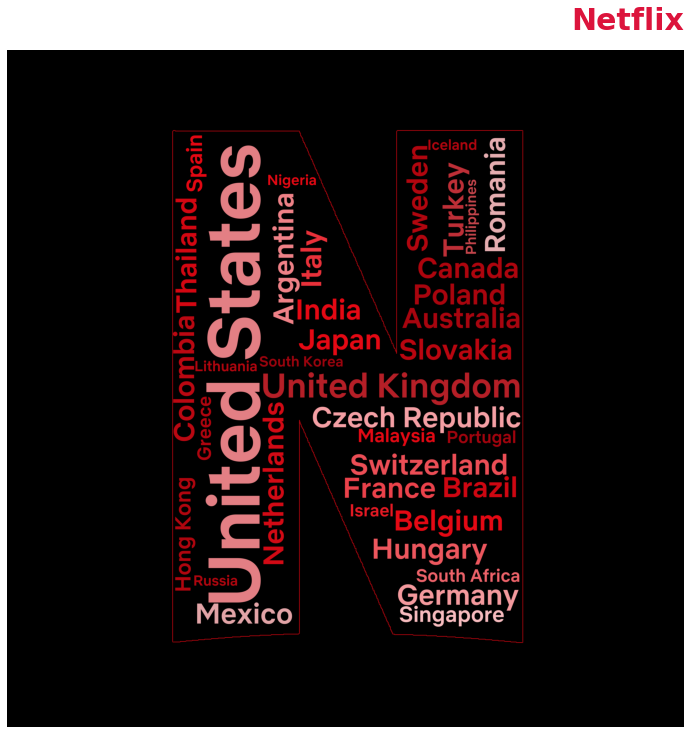 Netflix
Spain
Thailand
Colombia
United States
Lithuania
Greece
Hong Kong
Russia
Mexico
Nigeria
Argentina
Italy
India
Japan
South Korea
Netherlands
Iceland
Sweden
Turkey
Philippines
Romania
Canada
Poland
Australia
Slovakia
United Kingdom
Czech Republic
Malaysia
Portugal
Switzerland
France
Brazil
Israel
Belgium
Hungary
South Africa
Germany
Singapore